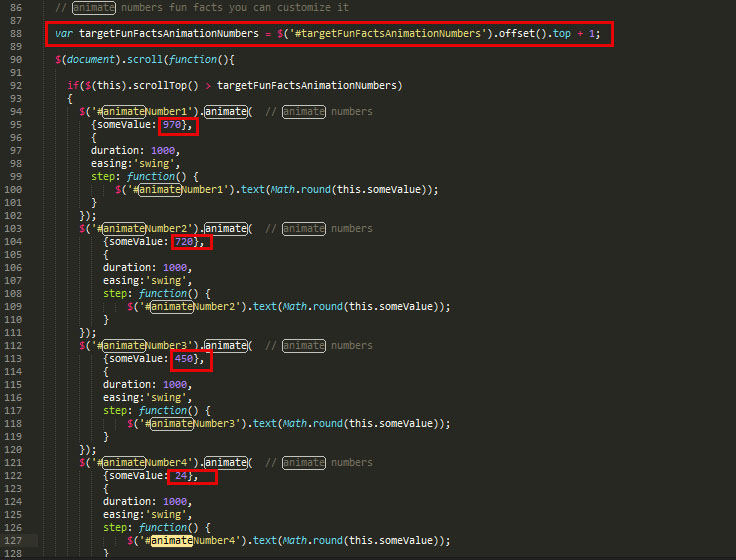 86 // animate numbers fun facts you can customize it
87
88 var targetFunFactsAnimationNumbers = $('#targetFunFactsAnimationNumbers').offset().top + 1;
89
90 $(document).scroll(function(){
91
92 if($(this).scrollTop() > targetFunFactsAnimationNumbers)
93 {
94 $('#animateNumber1').animate( // animate numbers
95 {someValue: 970},
96 {
97 duration: 1000,
98 easing:'swing',
99 step: function() {
100 $('#animateNumber1').text(Math.round(this.someValue));
101 }
102 });
103 $('#animateNumber2').animate( // animate numbers
104 {someValue: 720},
105 {
106 duration: 1000,
107 easing:'swing',
108 step: function() {
109 $('#animateNumber2').text(Math.round(this.someValue));
110 }
111 });
112 $('#animateNumber3').animate( // animate numbers
113 {someValue: 450},
114 {
115 duration: 1000,
116 easing:'swing',
117 step: function() {
118 $('#animateNumber3').text(Math.round(this.someValue));
119 }
120 });
121 $('#animateNumber4').animate( // animate numbers
122 {someValue: 24},
123 {
124 duration: 1000,
125 easing:'swing',
126 step: function() {
127 $('#animateNumber4').text(Math.round(this.someValue));
128 }